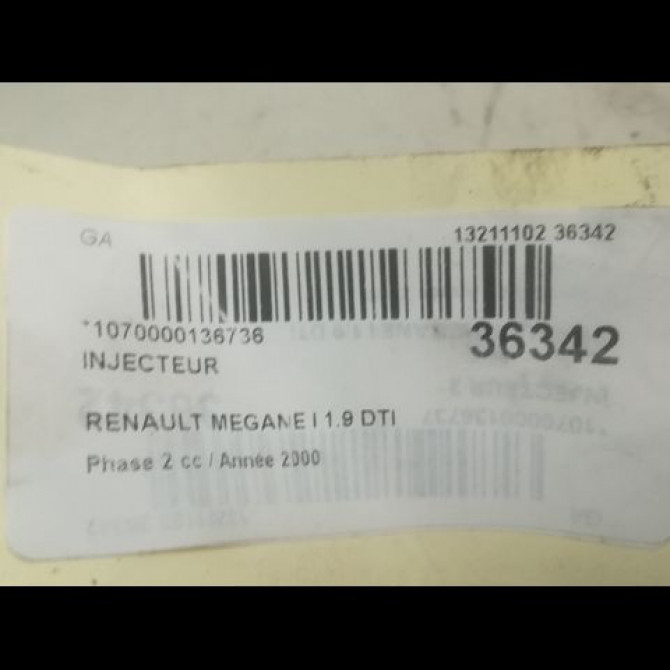 GA
13211102 36342
*1070000136736
36342
INJECTEUR
RENAULT MEGANE I 1.9 DTI
Phase 2 cc / Année 2000